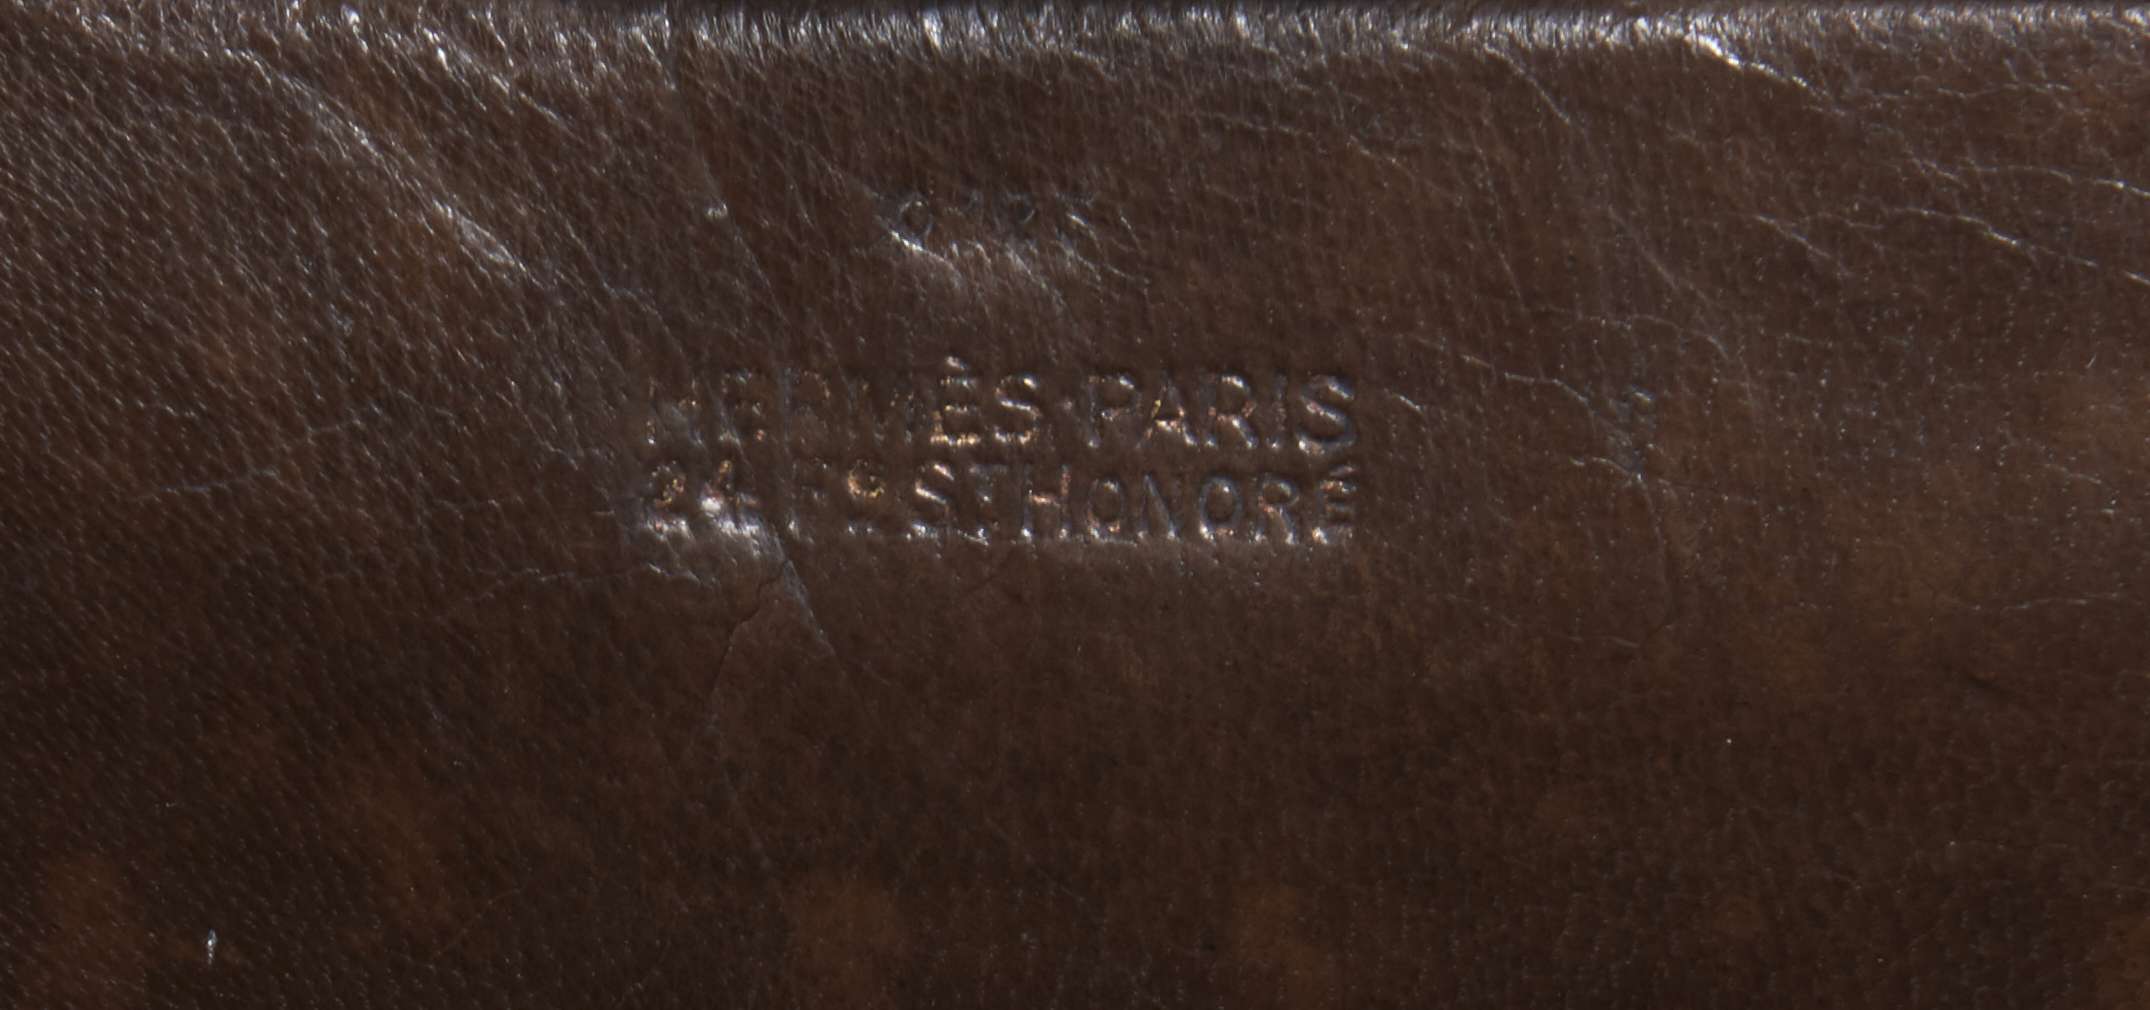 HERMÈS·PARIS
24 Fg ST HONORÉ